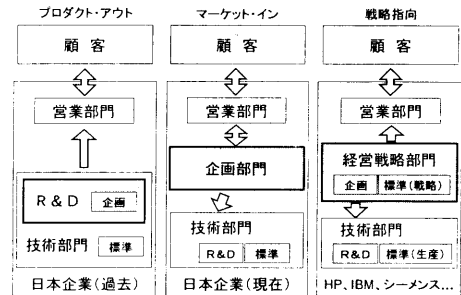 プロダクト・アウト
顧 客
営業部門
R & D
企画
技術部門
標準
日本企業(過去)
マーケット・イン
顧 客
営業部門
企画部門
技術部門
R&D
標準
日本企業(現在)
戦略指向
顧 客
営業部門
経営戦略部門
企画
標準(戦略)
技術部門
R&D
標準(生産)
HP、IBM、シーメンス...